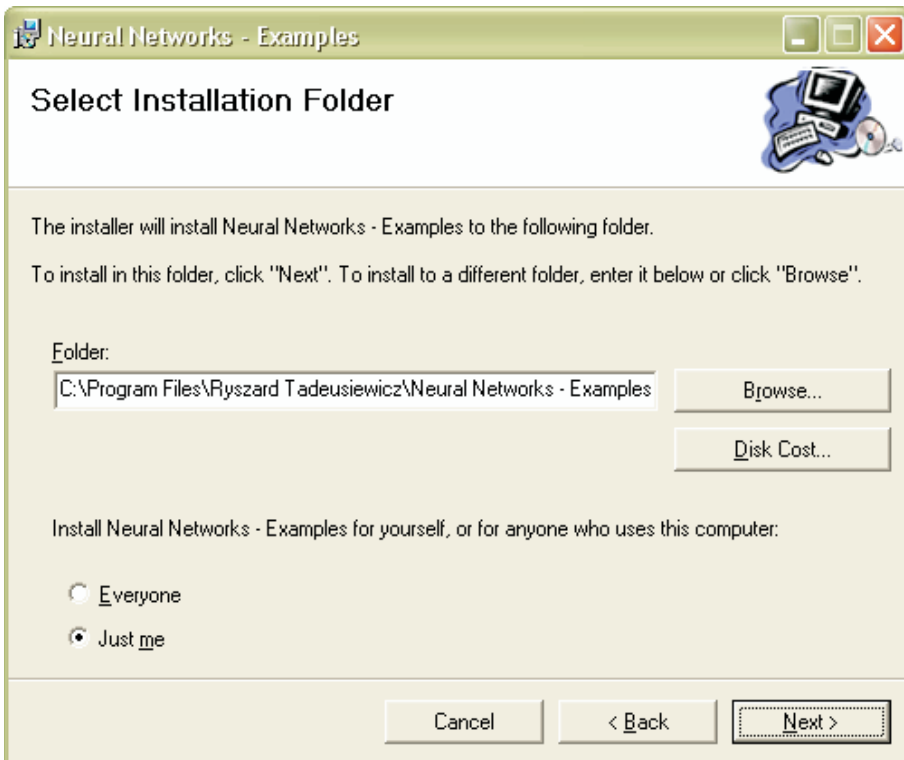 Neural Networks - Examples
Select Installation Folder
The installer will install Neural Networks - Examples to the following folder.
To install in this folder, click "Next". To install to a different folder, enter it below or click "Browse".
Folder:
C:\Program Files\Ryszard Tadeusiewicz\Neural Networks - Examples
Browse...
Disk Cost...
Install Neural Networks - Examples for yourself, or for anyone who uses this computer:
Everyone
Just me
Cancel
< Back
Next >